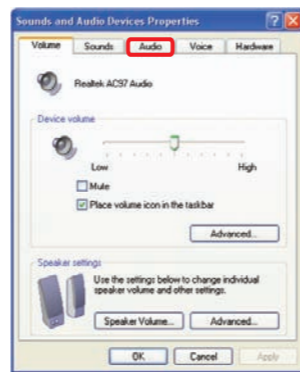 Sounds and Audio Devices Properties
Volume Sounds Audio Voice Hardware
Realtek AC97 Audio
Device volume
Low High
Mute
Place volume icon in the taskbar
Advanced...
Speaker settings
Use the settings below to change individual
speaker volume and other settings.
Speaker Volume... Advanced...
OK Cancel Apply